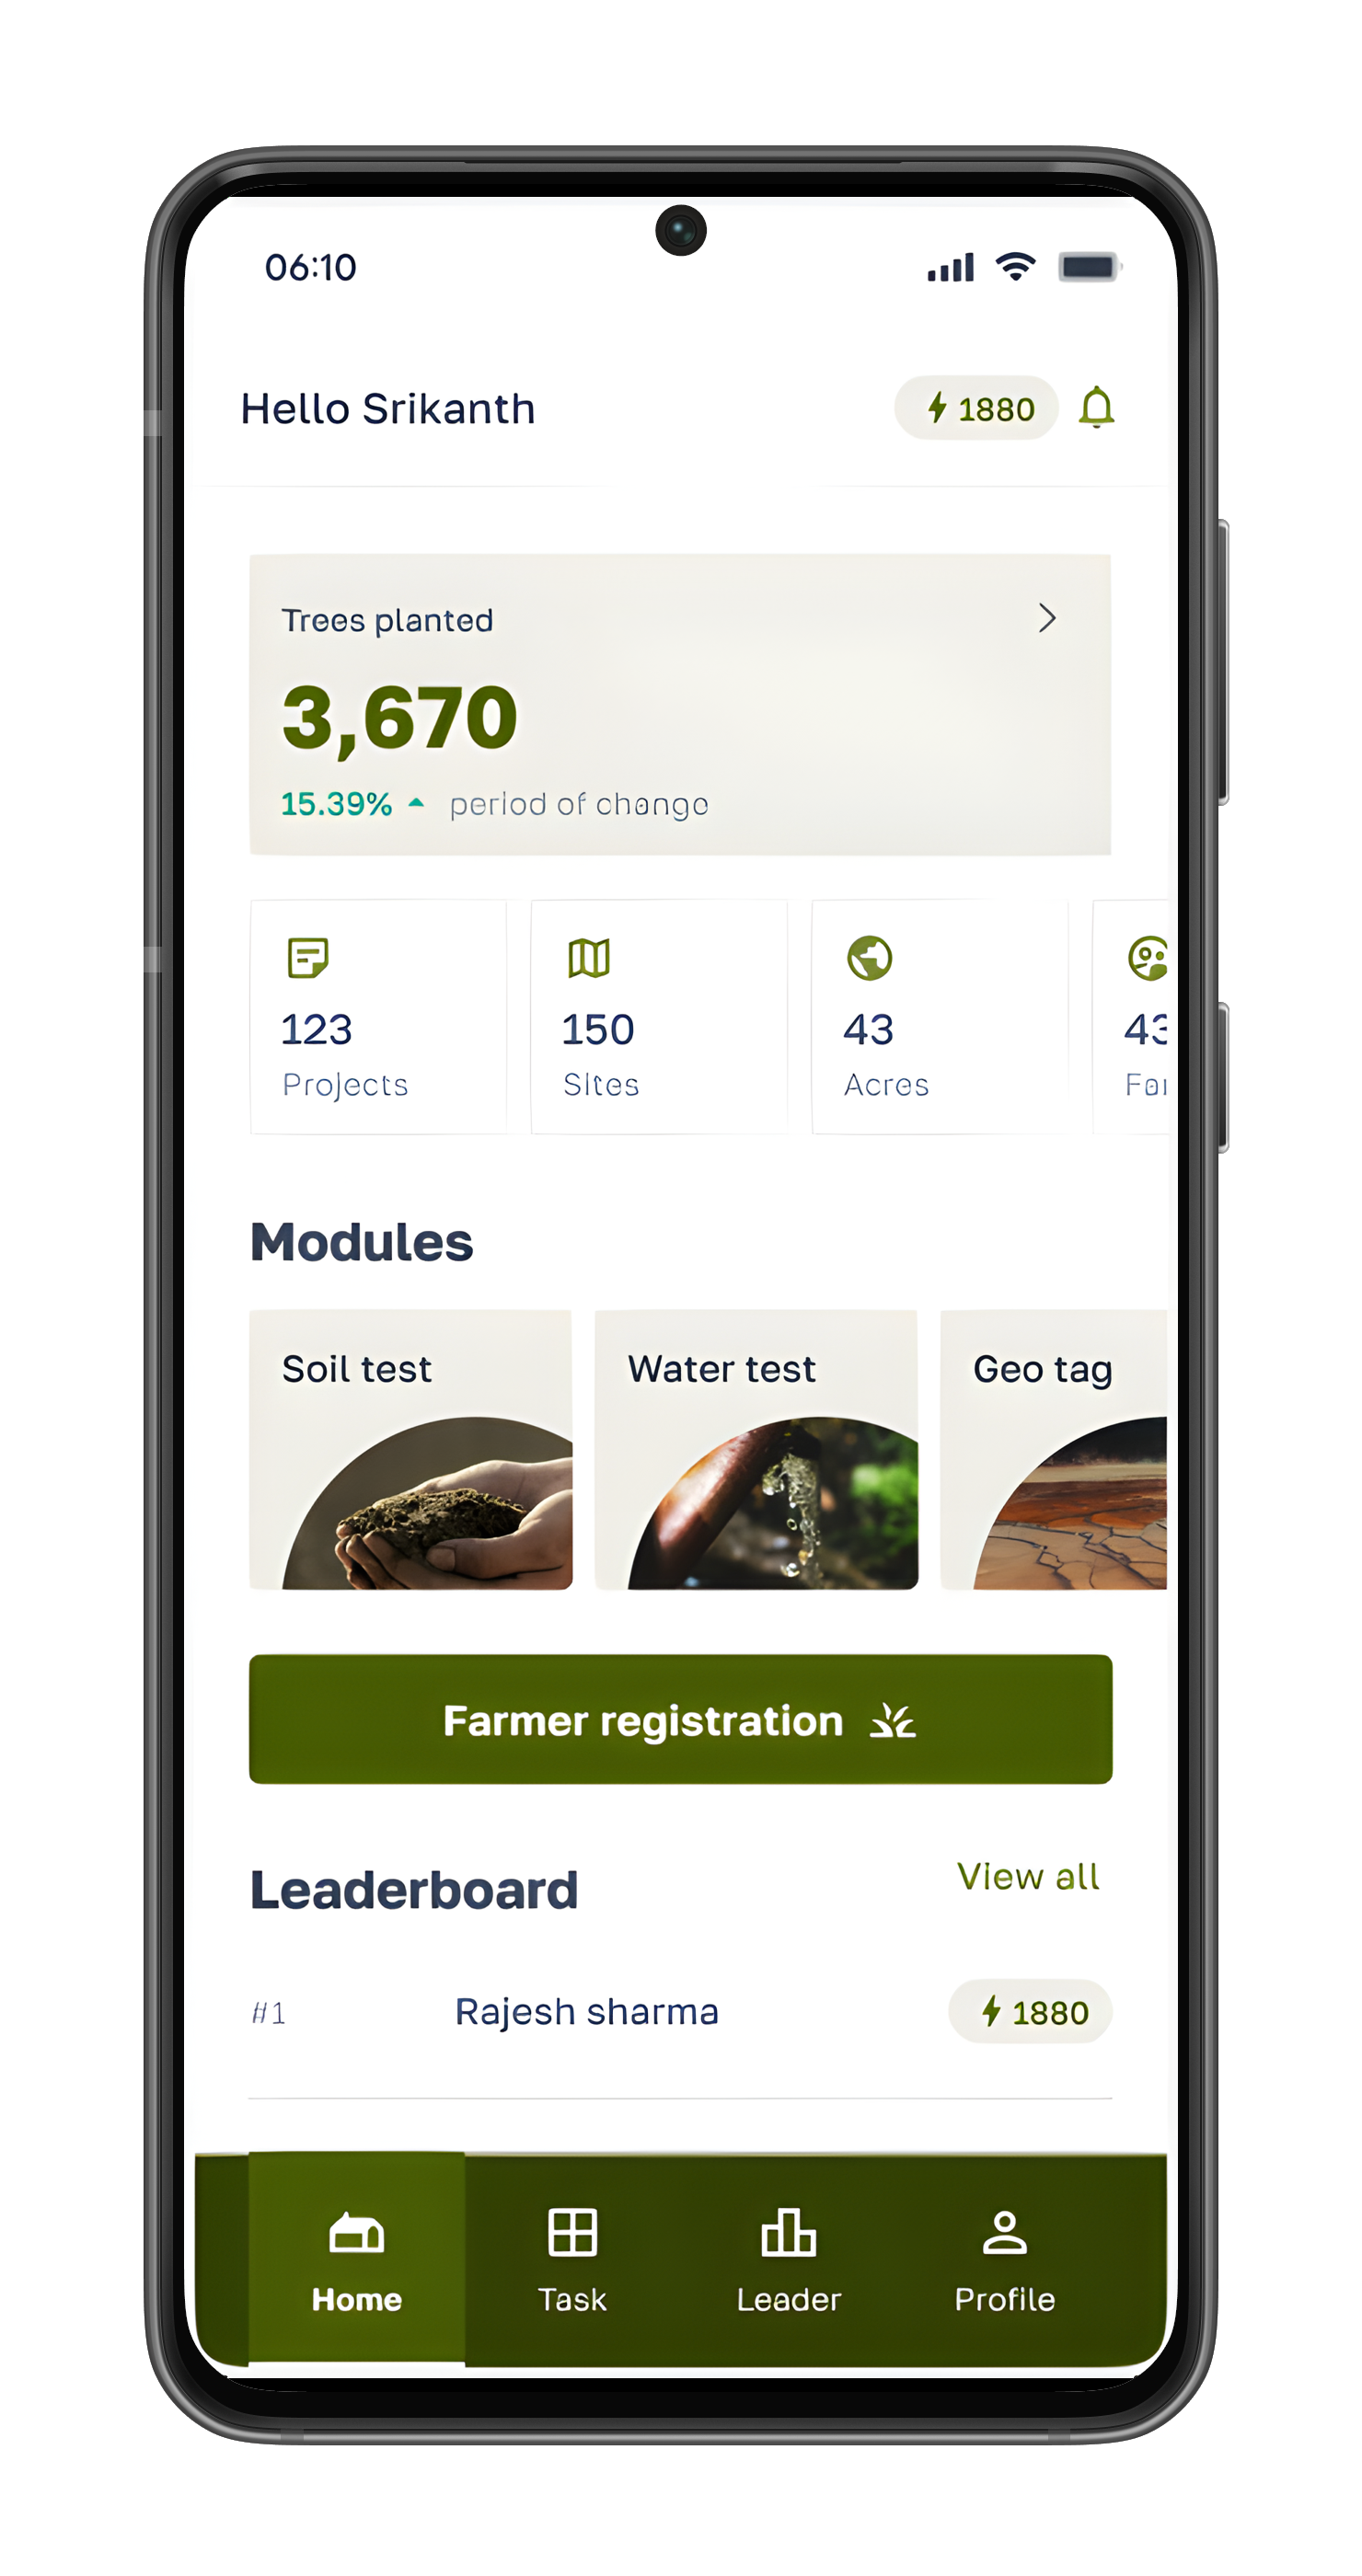 06:10
Hello Srikanth
1880
Trees planted
3,670
15.39% period of change
123
Projects
150
Sites
43
Acres
43
Modules
Soil test
Water test
Geo tag
Farmer registration
Leaderboard
View all
#1 Rajesh sharma 1880
Home
Task
Leader
Profile